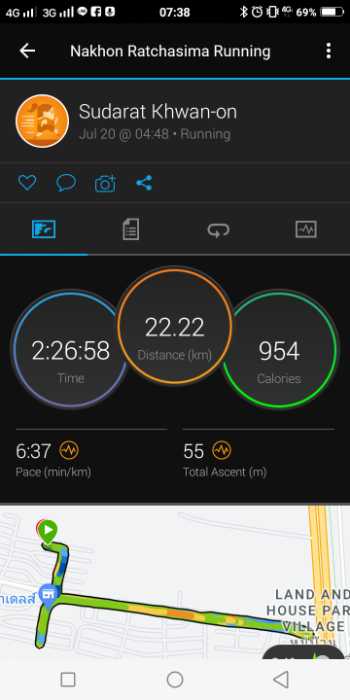 4G 3G 07:38 4G 69%
Nakhon Ratchasima Running
Sudarat Khwan-on
Jul 20 @ 04:48 • Running
2:26:58
Time
22.22
Distance (km)
954
Calories
6:37
Pace (min/km)
55
Total Ascent (m)
LAND AND
HOUSE PAR
VILLAGE